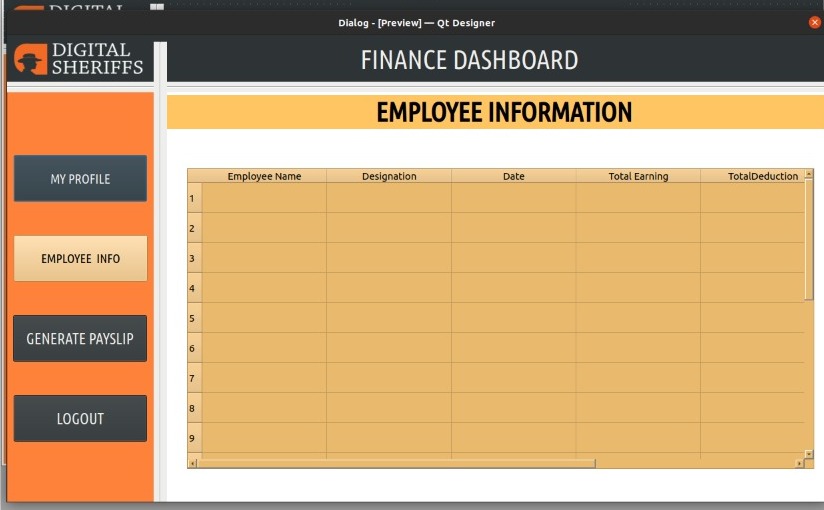 DIGITAL
Dialog - [Preview] — Qt Designer
DIGITAL
SHERIFFS
FINANCE DASHBOARD
EMPLOYEE INFORMATION
MY PROFILE
EMPLOYEE INFO
GENERATE PAYSLIP
LOGOUT
Employee Name Designation Date Total Earning TotalDeduction
1
2
3
4
5
6
7
8
9